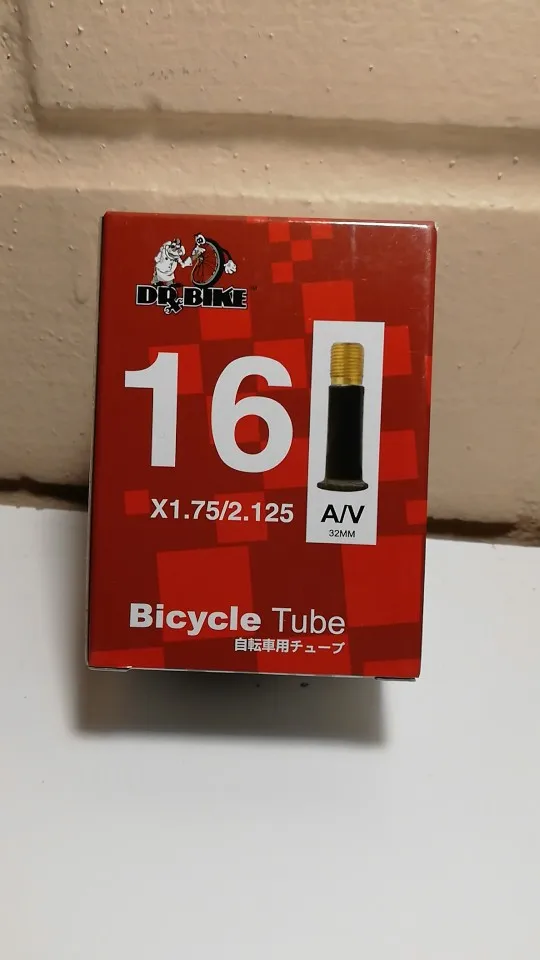 DR BIKE
16
X1.75/2.125
A/V
32MM
Bicycle Tube
自転車用チューブ